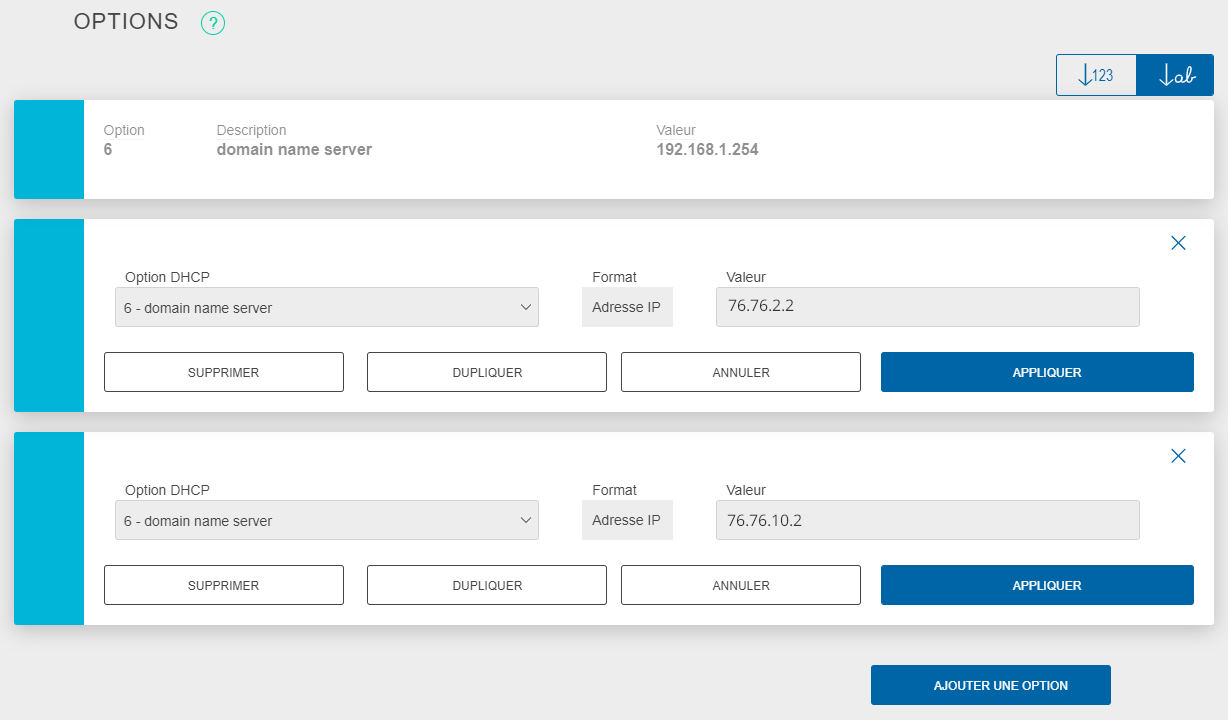 OPTIONS ?
123 ab
Option Description Valeur
6 domain name server 192.168.1.254
Option DHCP Format Valeur
6 - domain name server Adresse IP 76.76.2.2
SUPPRIMER DUPLIQUER ANNULER APPLIQUER
Option DHCP Format Valeur
6 - domain name server Adresse IP 76.76.10.2
SUPPRIMER DUPLIQUER ANNULER APPLIQUER
AJOUTER UNE OPTION